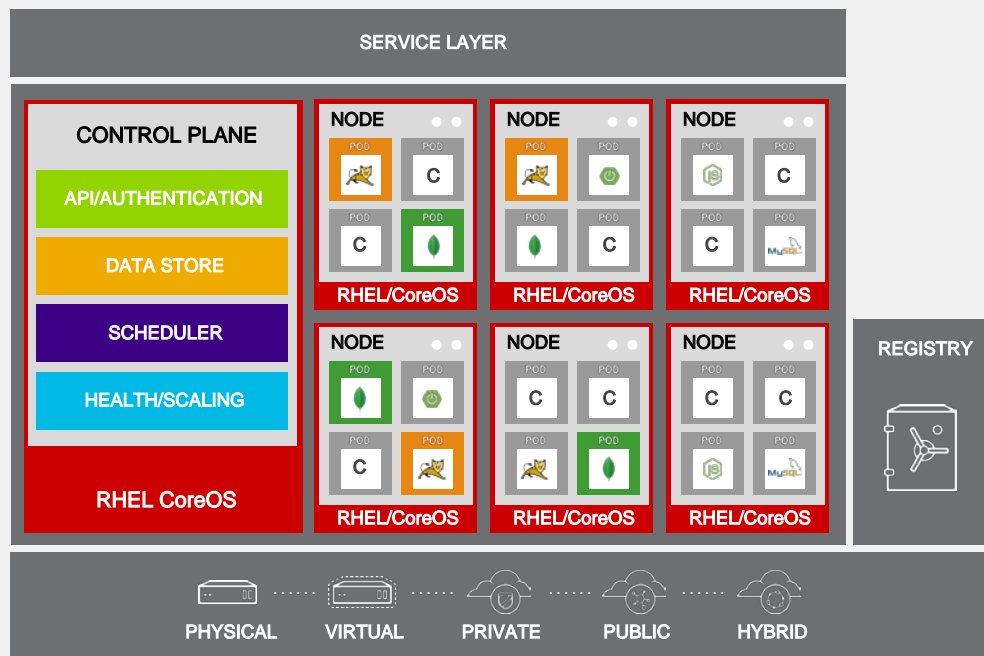 SERVICE LAYER
CONTROL PLANE
API/AUTHENTICATION
DATA STORE
SCHEDULER
HEALTH/SCALING
RHEL CoreOS
NODE
POD
POD
C
POD
C
POD
RHEL/CoreOS
NODE
POD
POD
POD
POD
C
RHEL/CoreOS
NODE
POD
JS
POD
C
POD
C
POD
MySQL
RHEL/CoreOS
NODE
POD
POD
POD
C
POD
RHEL/CoreOS
NODE
POD
C
POD
C
POD
POD
RHEL/CoreOS
NODE
POD
C
POD
C
POD
JS
POD
MySQL
RHEL/CoreOS
REGISTRY
PHYSICAL
VIRTUAL
PRIVATE
PUBLIC
HYBRID